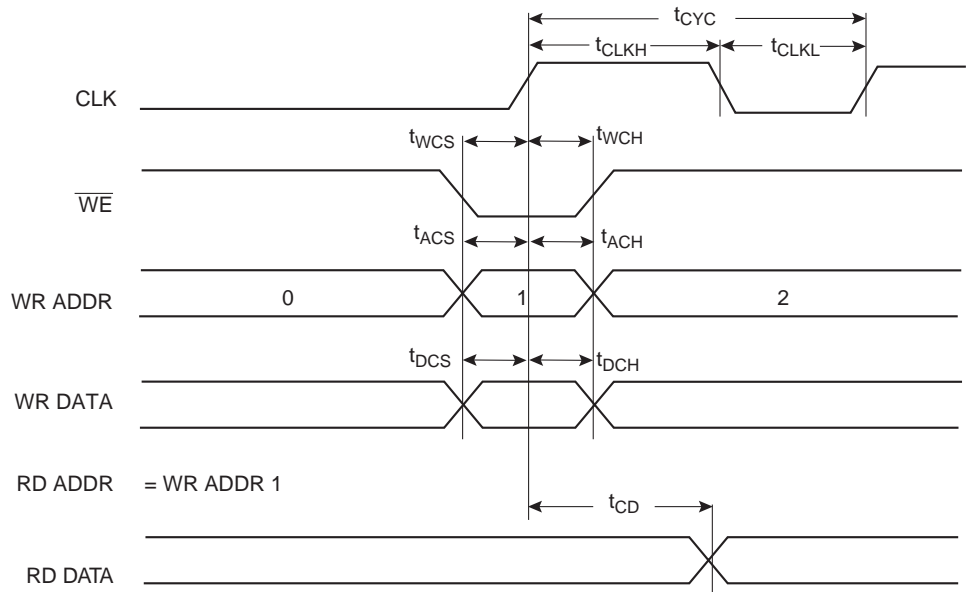 tCYC
tCLKH tCLKL
CLK
tWCS tWCH
WE
tACS tACH
WR ADDR 0 1 2
tDCS tDCH
WR DATA
RD ADDR = WR ADDR 1
tCD
RD DATA